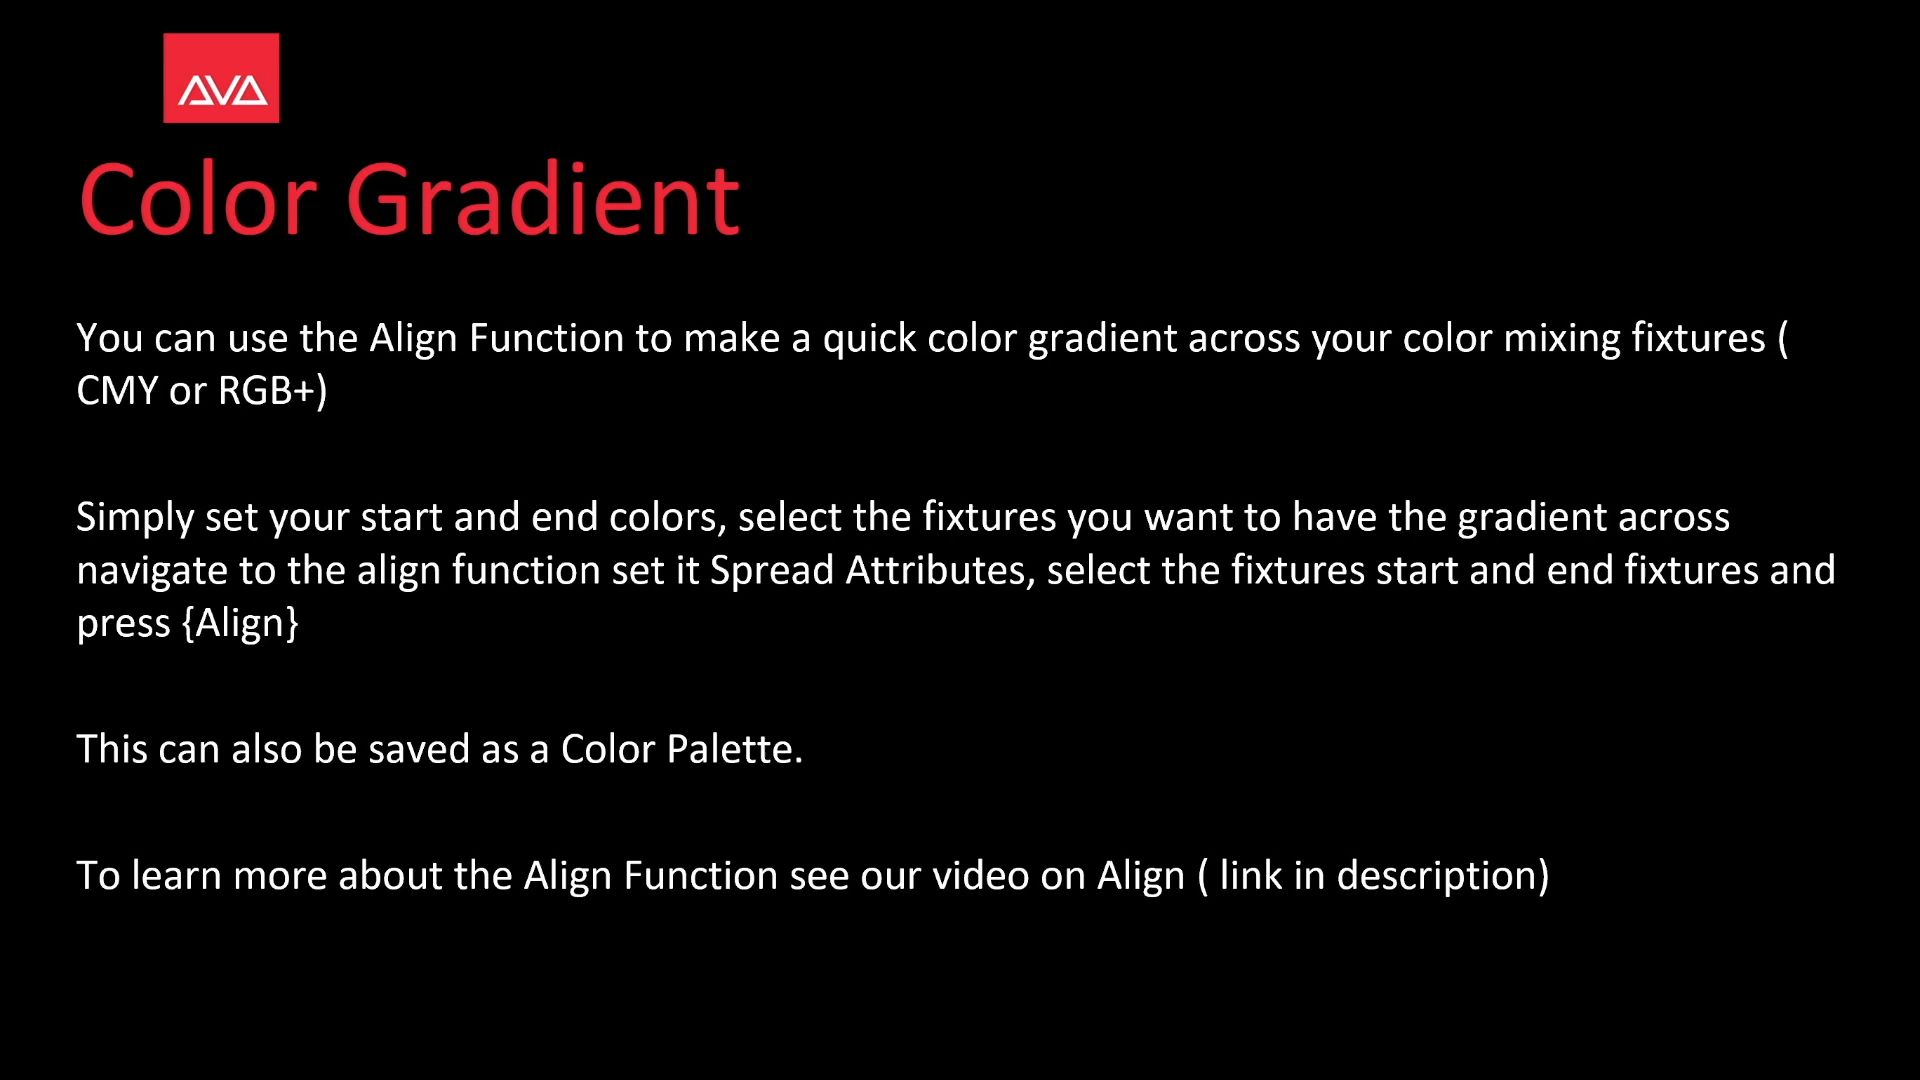 AVA
Color Gradient
You can use the Align Function to make a quick color gradient across your color mixing fixtures (
CMY or RGB+)
Simply set your start and end colors, select the fixtures you want to have the gradient across
navigate to the align function set it Spread Attributes, select the fixtures start and end fixtures and
press {Align}
This can also be saved as a Color Palette.
To learn more about the Align Function see our video on Align ( link in description)